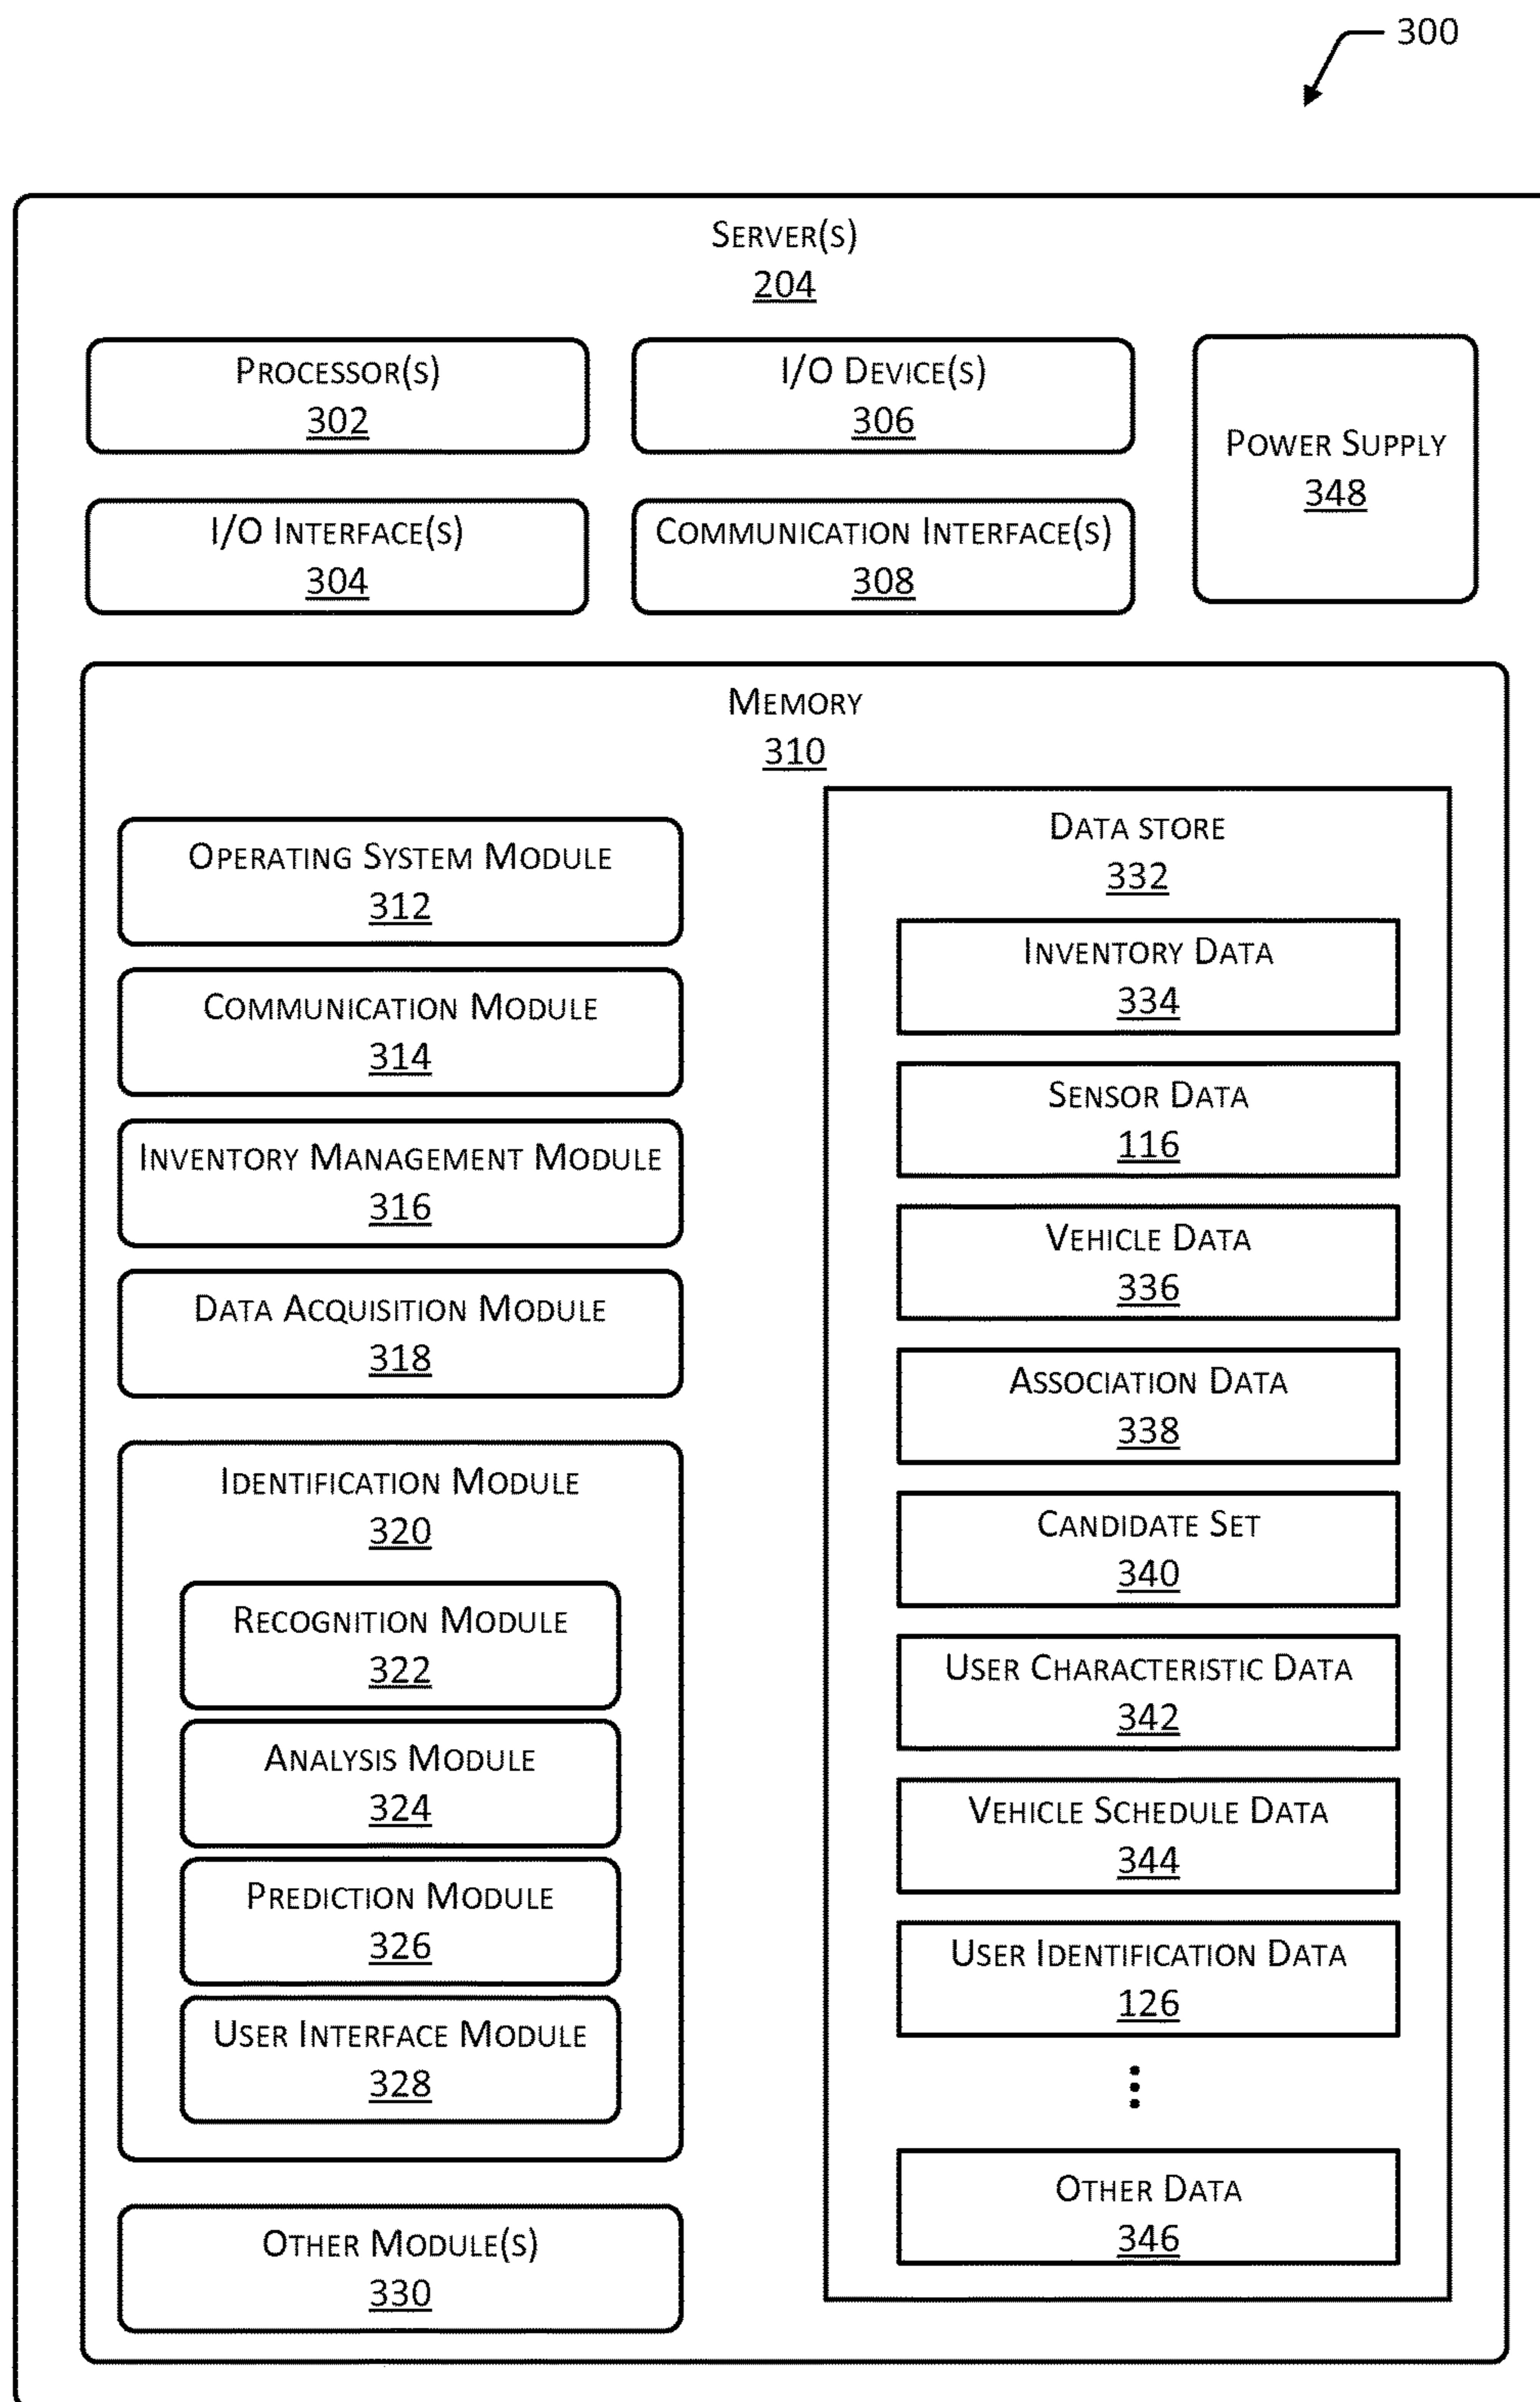 300
SERVER(S)
204
PROCESSOR(S)
302
I/O DEVICE(S)
306
POWER SUPPLY
348
I/O INTERFACE(S)
304
COMMUNICATION INTERFACE(S)
308
MEMORY
310
OPERATING SYSTEM MODULE
312
COMMUNICATION MODULE
314
INVENTORY MANAGEMENT MODULE
316
DATA ACQUISITION MODULE
318
IDENTIFICATION MODULE
320
RECOGNITION MODULE
322
ANALYSIS MODULE
324
PREDICTION MODULE
326
USER INTERFACE MODULE
328
OTHER MODULE(S)
330
DATA STORE
332
INVENTORY DATA
334
SENSOR DATA
116
VEHICLE DATA
336
ASSOCIATION DATA
338
CANDIDATE SET
340
USER CHARACTERISTIC DATA
342
VEHICLE SCHEDULE DATA
344
USER IDENTIFICATION DATA
126
OTHER DATA
346